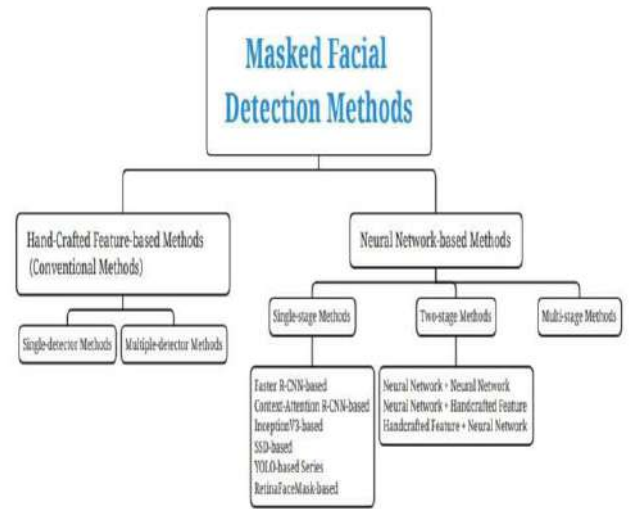 Masked Facial
Detection Methods
Hand-Crafted Feature-based Methods
(Conventional Methods)
Neural Network-based Methods
Single-detector Methods
Multiple-detector Methods
Single-stage Methods
Two-stage Methods
Multi-stage Methods
Faster R-CNN-based
Context-Attention R-CNN-based
InceptionV3-based
SSD-based
YOLO-based Series
RetinaFaceMask-based
Neural Network + Neural Network
Neural Network + Handcrafted Feature
Handcrafted Feature + Neural Network